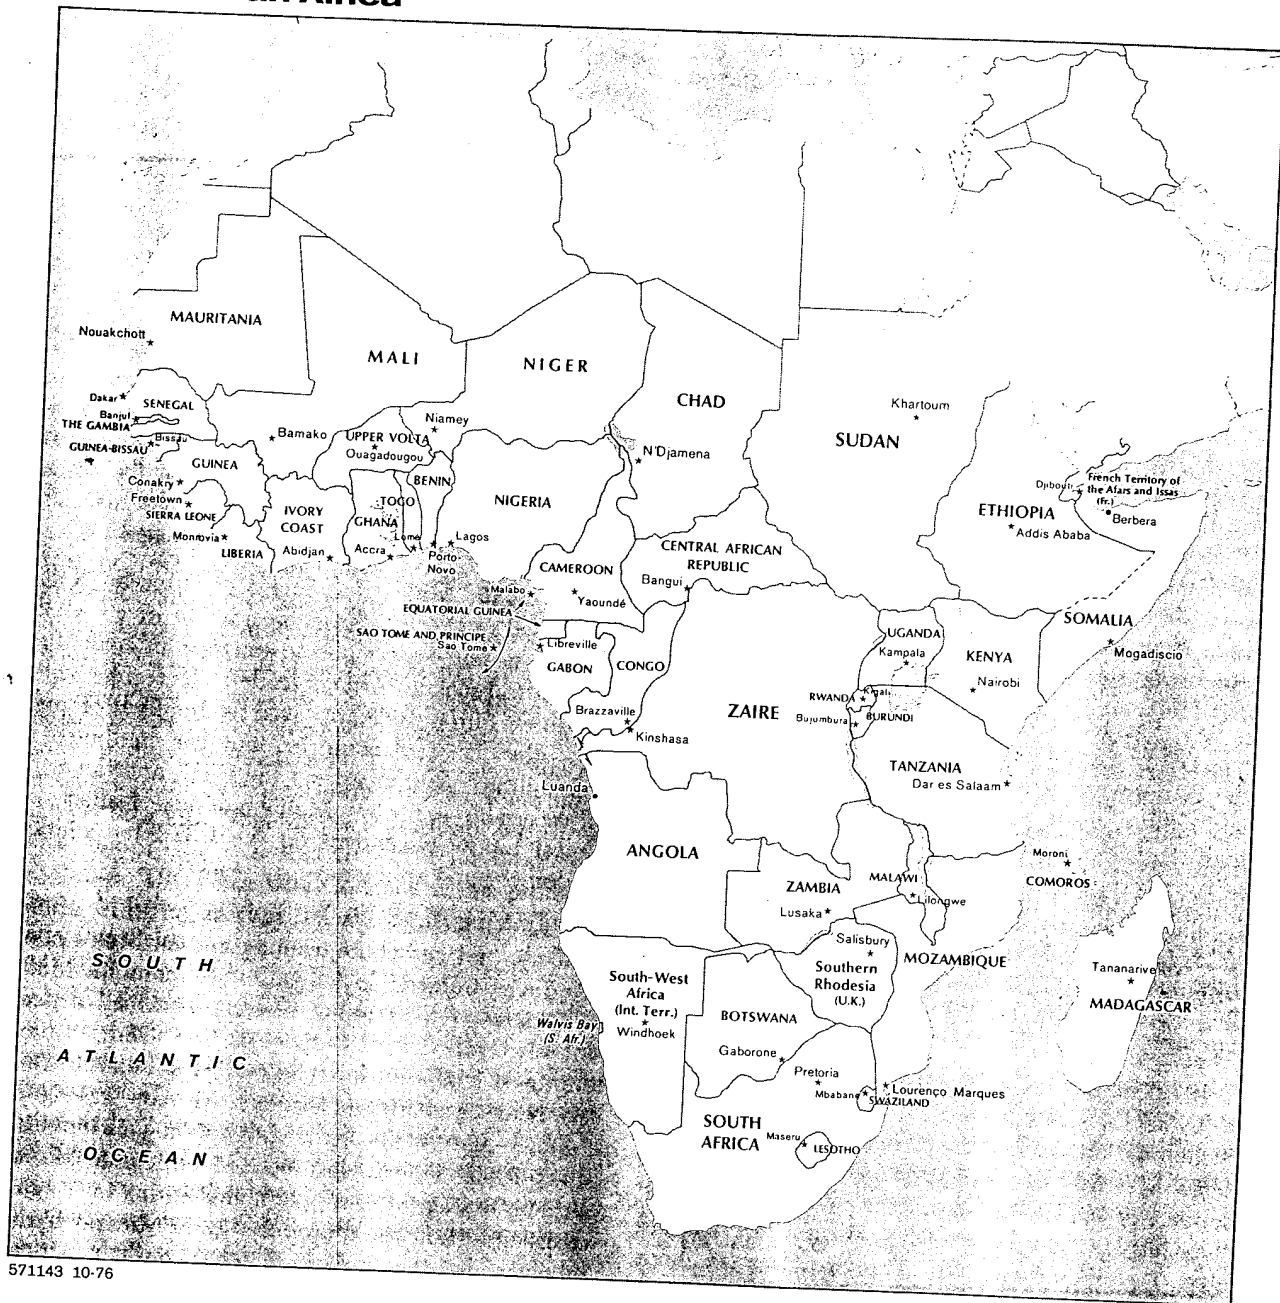 Africa
MAURITANIA
Nouakchott
MALI
NIGER
CHAD
Khartoum
SUDAN
Dakar
SENEGAL
Banjul
THE GAMBIA
Bissau
GUINEA-BISSAU
Bamako
UPPER VOLTA
Ouagadougou
Niamey
N'Djamena
GUINEA
Conakry
Freetown
SIERRA LEONE
Monrovia
LIBERIA
IVORY
COAST
Abidjan
GHANA
Accra
TOGO
Lomé
BENIN
Porto-
Novo
NIGERIA
Lagos
Djibouti
French Territory of
the Afars and Issas
(Fr.)
Berbera
ETHIOPIA
Addis Ababa
CENTRAL AFRICAN
REPUBLIC
Bangui
CAMEROON
Yaoundé
Malabo
EQUATORIAL GUINEA
SAO TOME AND PRINCIPE
Sao Tome
Libreville
GABON
CONGO
Brazzaville
Kinshasa
ZAIRE
UGANDA
Kampala
KENYA
Nairobi
SOMALIA
Mogadiscio
RWANDA
Kigali
Bujumbura
BURUNDI
TANZANIA
Dar es Salaam
Luanda
ANGOLA
ZAMBIA
Lusaka
MALAWI
Lilongwe
Moroni
COMOROS
Salisbury
Southern
Rhodesia
(U.K.)
MOZAMBIQUE
Tananarive
MADAGASCAR
South-West
Africa
(Int. Terr.)
Windhoek
Walvis Bay
(S. Afr.)
BOTSWANA
Gaborone
Pretoria
Mbabane
SWAZILAND
Lourenço Marques
SOUTH
AFRICA
Maseru
LESOTHO
SOUTH
ATLANTIC
OCEAN
571143 10-76